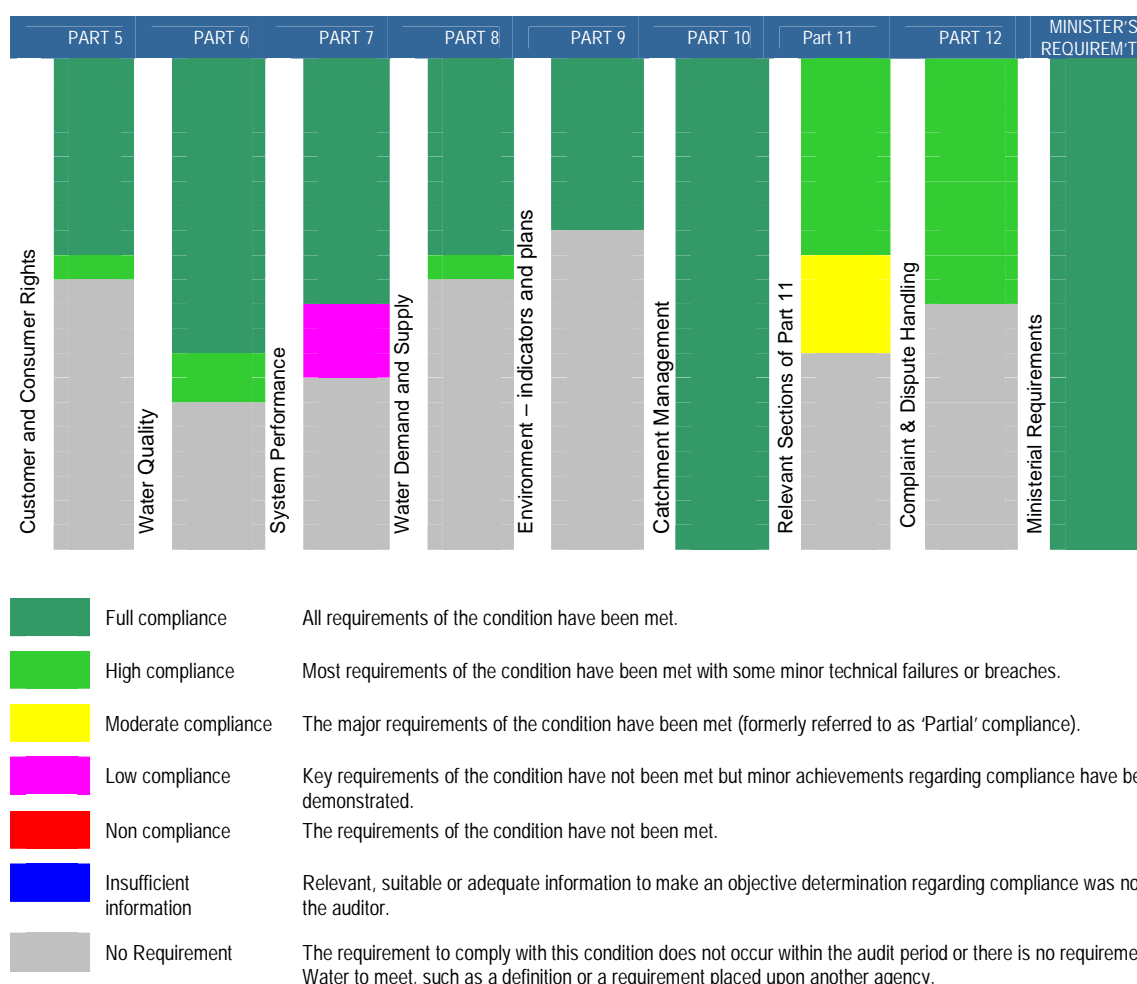 PART 5 PART 6 PART 7 PART 8 PART 9 PART 10 Part 11 PART 12 MINISTER'S
REQUIREM'T
Customer and Consumer Rights
Water Quality
System Performance
Water Demand and Supply
Environment – indicators and plans
Catchment Management
Relevant Sections of Part 11
Complaint & Dispute Handling
Ministerial Requirements
Full compliance All requirements of the condition have been met.
High compliance Most requirements of the condition have been met with some minor technical failures or breaches.
Moderate compliance The major requirements of the condition have been met (formerly referred to as 'Partial' compliance).
Low compliance Key requirements of the condition have not been met but minor achievements regarding compliance have be
demonstrated.
Non compliance The requirements of the condition have not been met.
Insufficient Relevant, suitable or adequate information to make an objective determination regarding compliance was no
information the auditor.
No Requirement The requirement to comply with this condition does not occur within the audit period or there is no requireme
Water to meet, such as a definition or a requirement placed upon another agency.